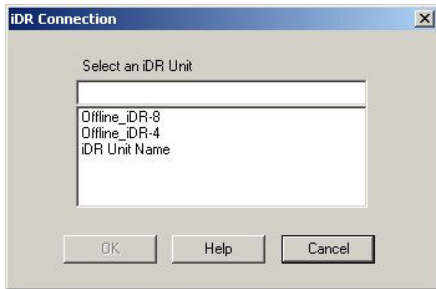 iDR Connection
Select an iDR Unit
Offline_iDR-8
Offline_iDR-4
iDR Unit Name
OK
Help
Cancel